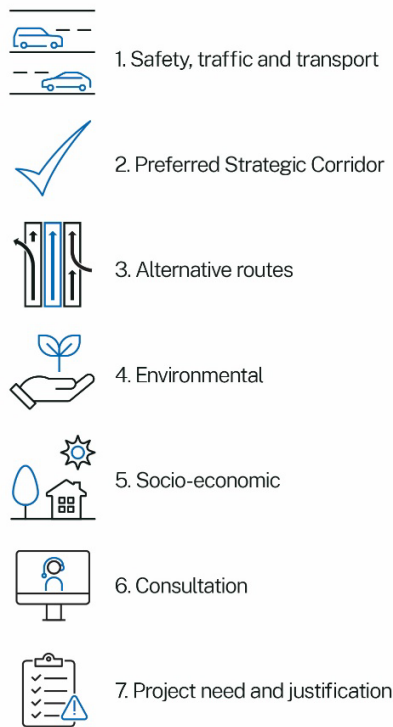 1. Safety, traffic and transport
2. Preferred Strategic Corridor
3. Alternative routes
4. Environmental
5. Socio-economic
6. Consultation
7. Project need and justification